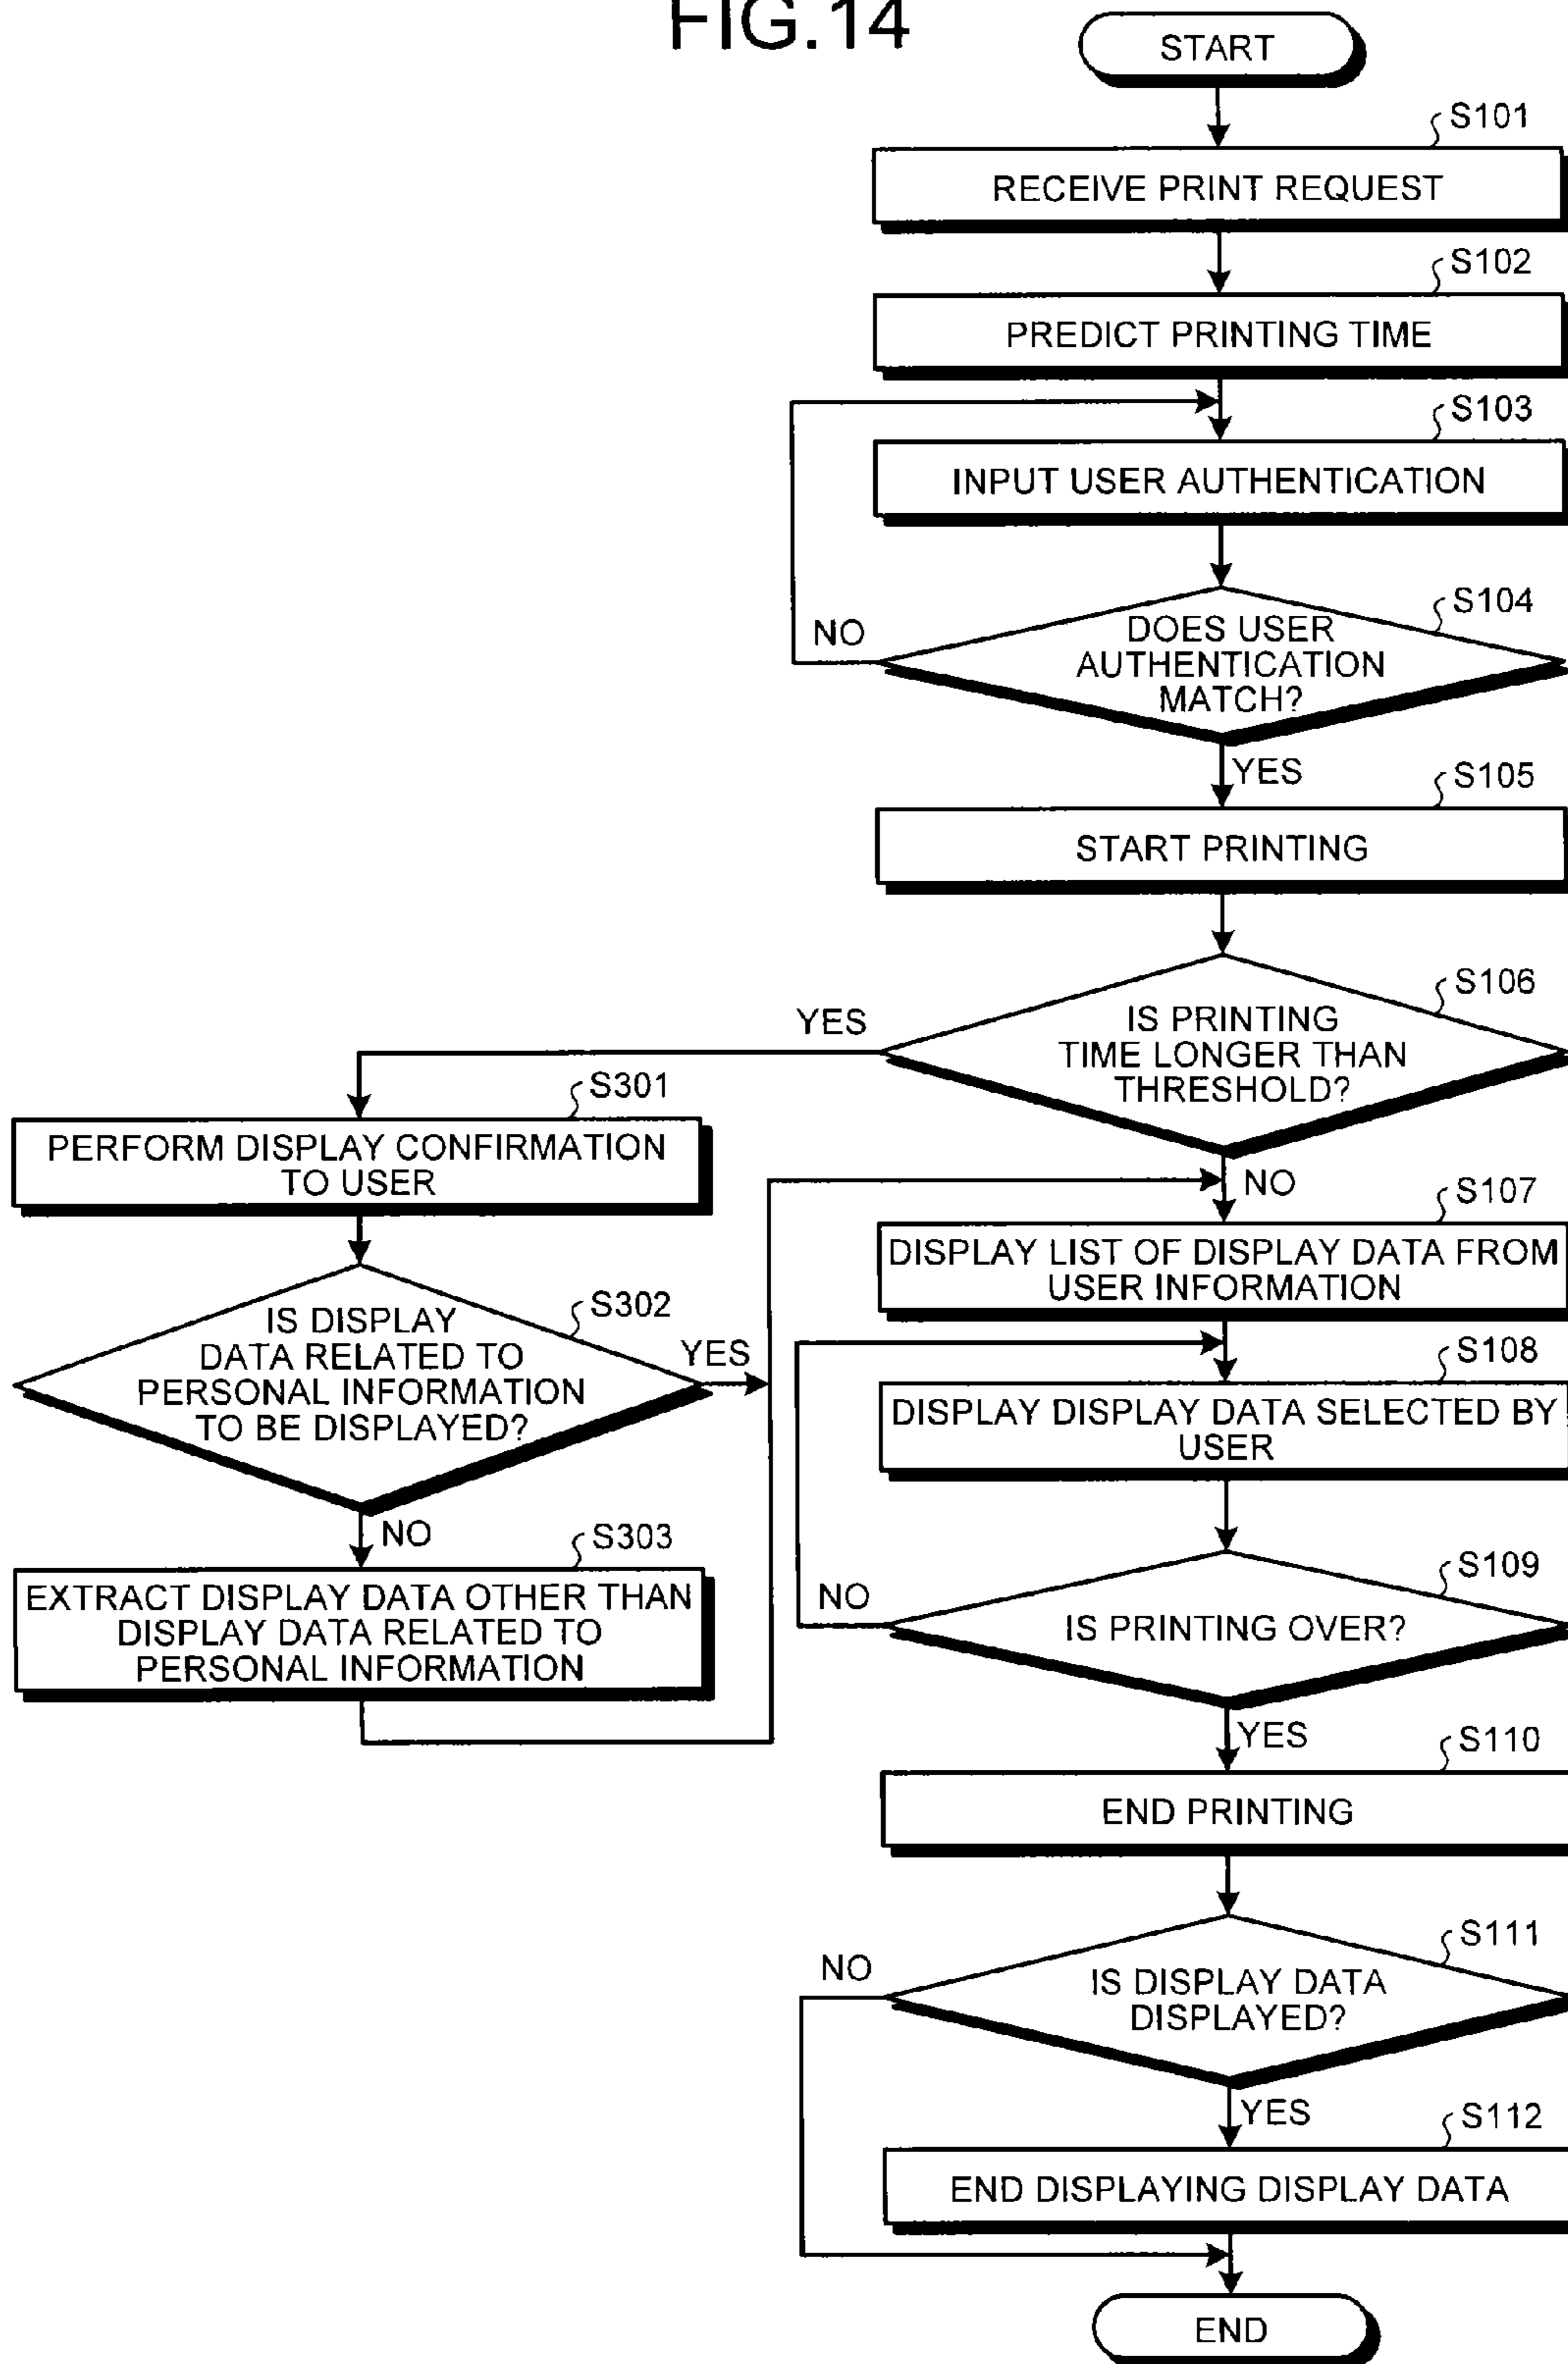 FIG.14
START
S101
RECEIVE PRINT REQUEST
S102
PREDICT PRINTING TIME
S103
INPUT USER AUTHENTICATION
S104
DOES USER
AUTHENTICATION
MATCH?
NO
YES
S105
START PRINTING
S106
IS PRINTING
TIME LONGER THAN
THRESHOLD?
YES
NO
S301
PERFORM DISPLAY CONFIRMATION
TO USER
S302
IS DISPLAY
DATA RELATED TO
PERSONAL INFORMATION
TO BE DISPLAYED?
YES
NO
S303
EXTRACT DISPLAY DATA OTHER THAN
DISPLAY DATA RELATED TO
PERSONAL INFORMATION
S107
DISPLAY LIST OF DISPLAY DATA FROM
USER INFORMATION
S108
DISPLAY DISPLAY DATA SELECTED BY
USER
S109
IS PRINTING OVER?
NO
YES
S110
END PRINTING
S111
IS DISPLAY DATA
DISPLAYED?
NO
YES
S112
END DISPLAYING DISPLAY DATA
END